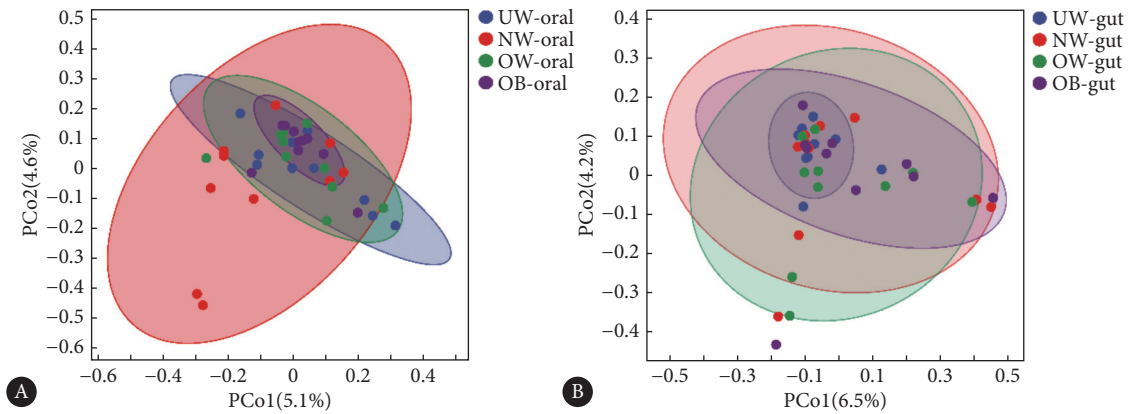 0.5
0.4
0.3
0.2
0.1
0
−0.1
−0.2
−0.3
−0.4
−0.5
−0.6
PCo2(4.6%)
−0.6 −0.4 −0.2 0 0.2 0.4
PCo1(5.1%)
UW-oral
NW-oral
OW-oral
OB-oral
A
0.4
0.3
0.2
0.1
0
−0.1
−0.2
−0.3
−0.4
PCo2(4.2%)
−0.5 −0.3 −0.1 0.1 0.3 0.5
PCo1(6.5%)
UW-gut
NW-gut
OW-gut
OB-gut
B